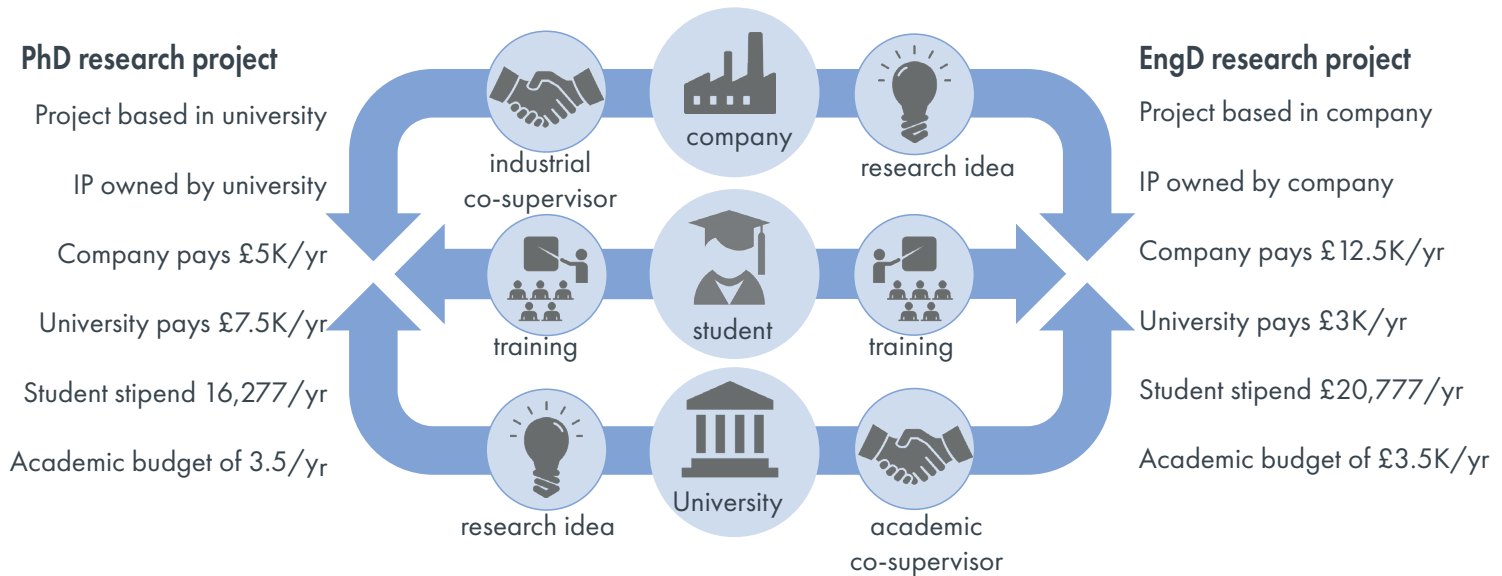 PhD research project
Project based in university
IP owned by university
Company pays £5K/yr
University pays £7.5K/yr
Student stipend 16,277/yr
Academic budget of 3.5/yr
industrial
co-supervisor
company
research idea
training
student
training
research idea
University
academic
co-supervisor
EngD research project
Project based in company
IP owned by company
Company pays £12.5K/yr
University pays £3K/yr
Student stipend £20,777/yr
Academic budget of £3.5K/yr